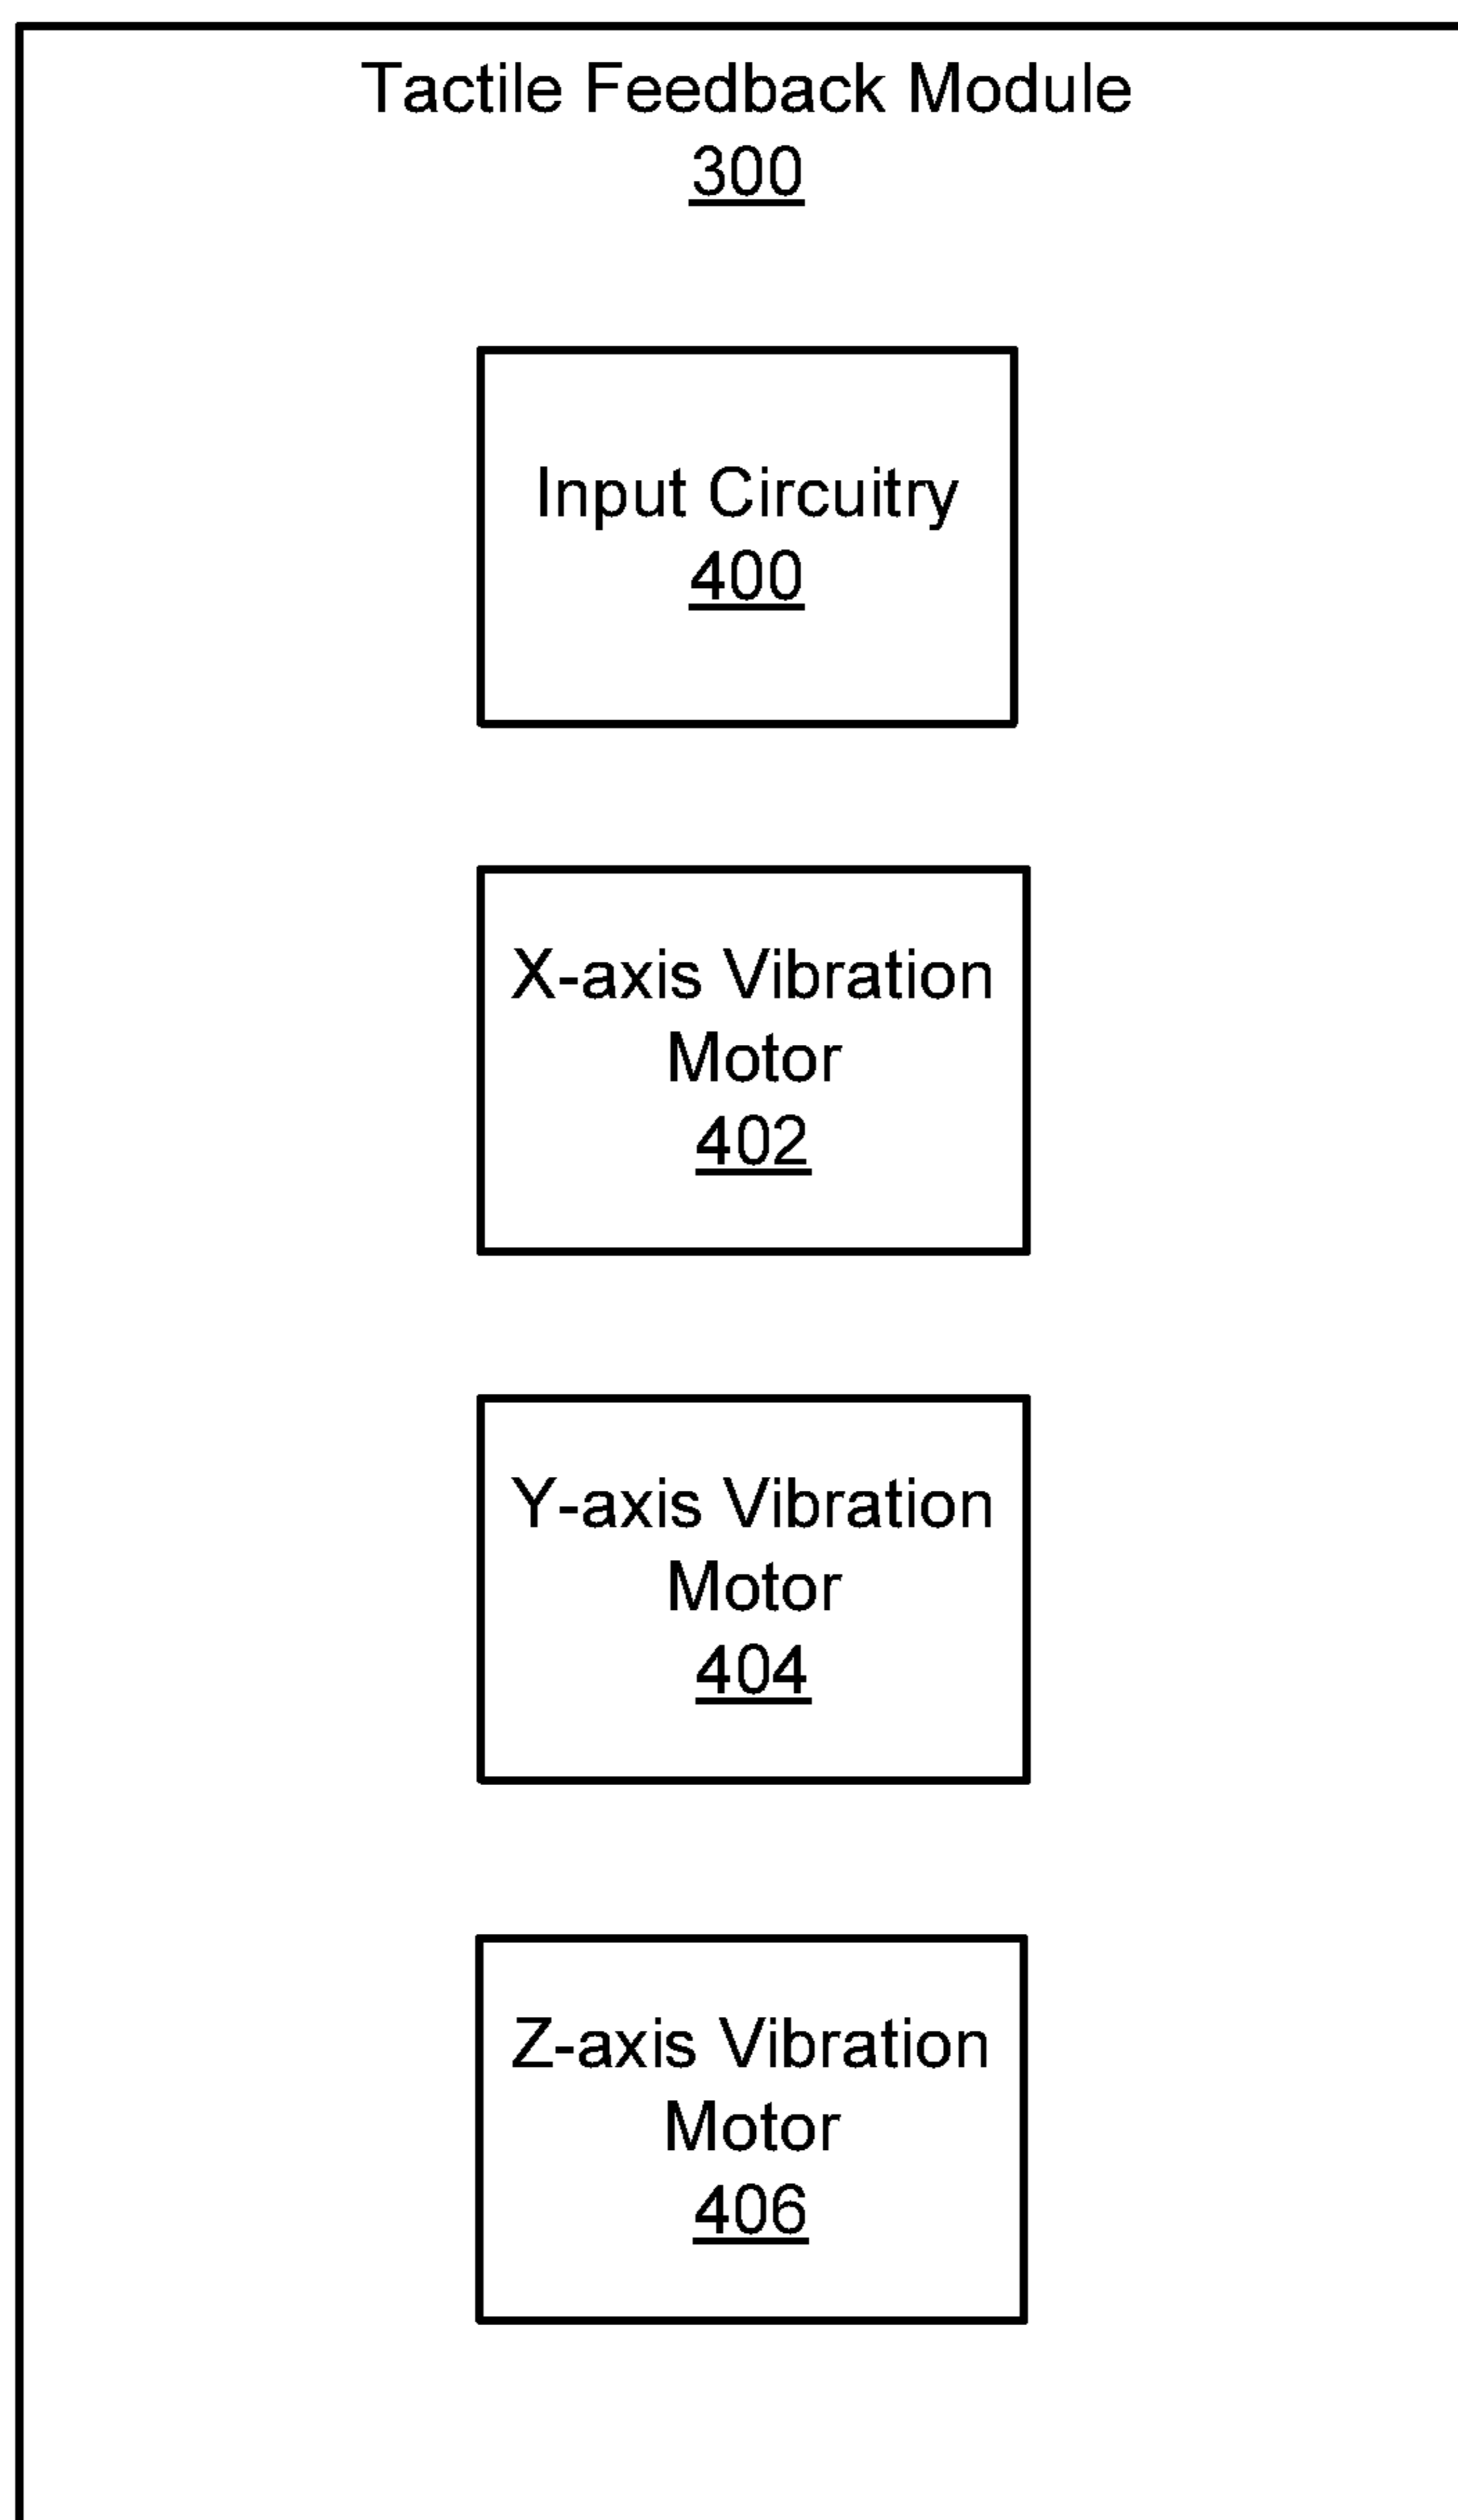 Tactile Feedback Module
300
Input Circuitry
400
X-axis Vibration
Motor
402
Y-axis Vibration
Motor
404
Z-axis Vibration
Motor
406